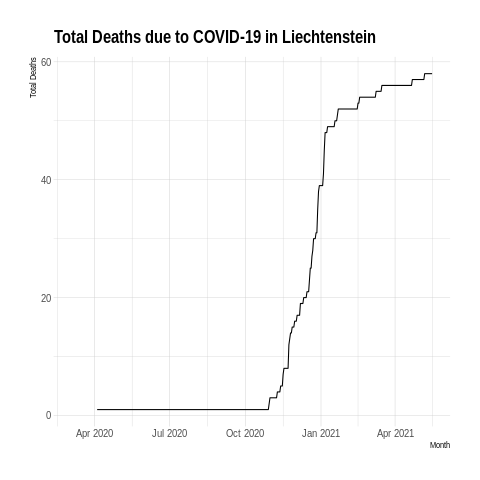 Total Deaths due to COVID-19 in Liechtenstein
Total Deaths
60
40
20
0
Apr 2020 Jul 2020 Oct 2020 Jan 2021 Apr 2021
Month